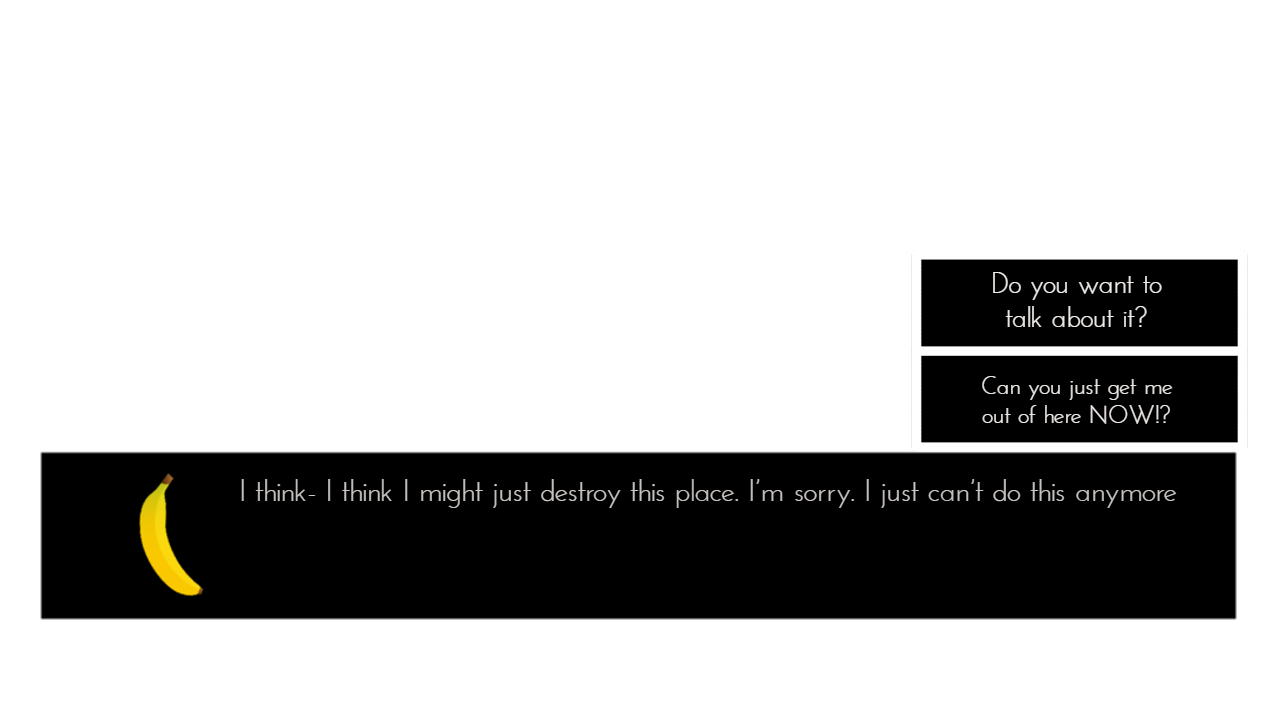 Do you want to
talk about it?
Can you just get me
out of here NOW!?
I think- I think I might just destroy this place. I'm sorry. I just can't do this anymore